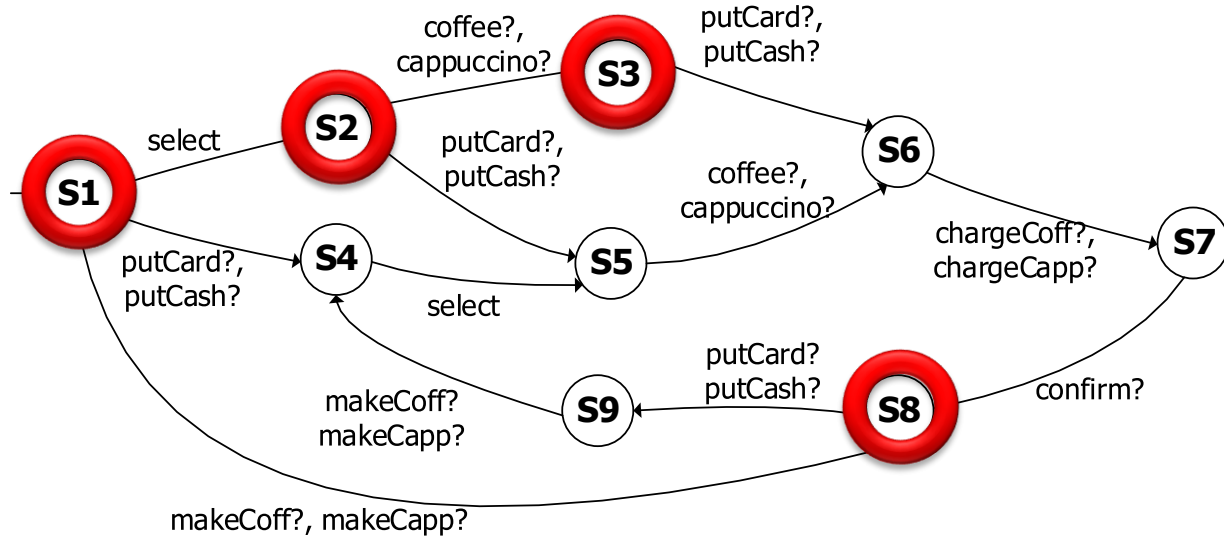 coffee?,
cappuccino?
putCard?,
putCash?
S3
S2
select
putCard?,
putCash?
S6
coffee?,
cappuccino?
S1
chargeCoff?,
chargeCapp?
S7
putCard?,
putCash?
S4
S5
select
putCard?
putCash?
confirm?
makeCoff?
makeCapp?
S9
S8
makeCoff?, makeCapp?